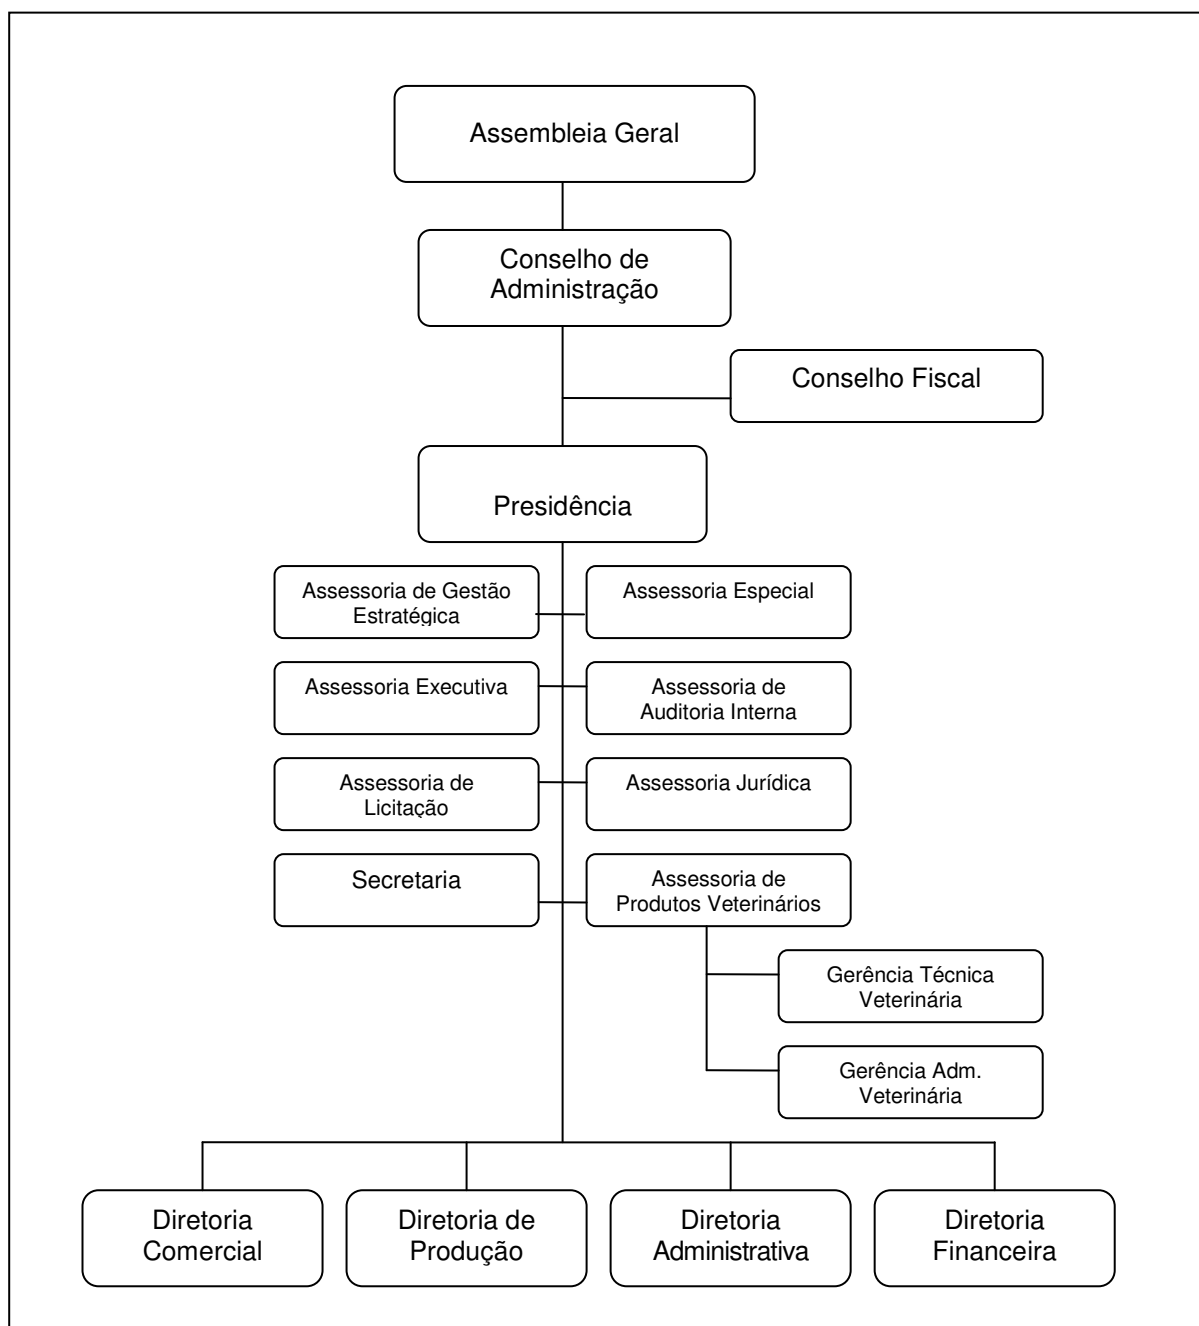 Assembleia Geral
Conselho de
Administração
Conselho Fiscal
Presidência
Assessoria de Gestão
Estratégica
Assessoria Especial
Assessoria Executiva
Assessoria de
Auditoria Interna
Assessoria de
Licitação
Assessoria Jurídica
Secretaria
Assessoria de
Produtos Veterinários
Gerência Técnica
Veterinária
Gerência Adm.
Veterinária
Diretoria
Comercial
Diretoria de
Produção
Diretoria
Administrativa
Diretoria
Financeira